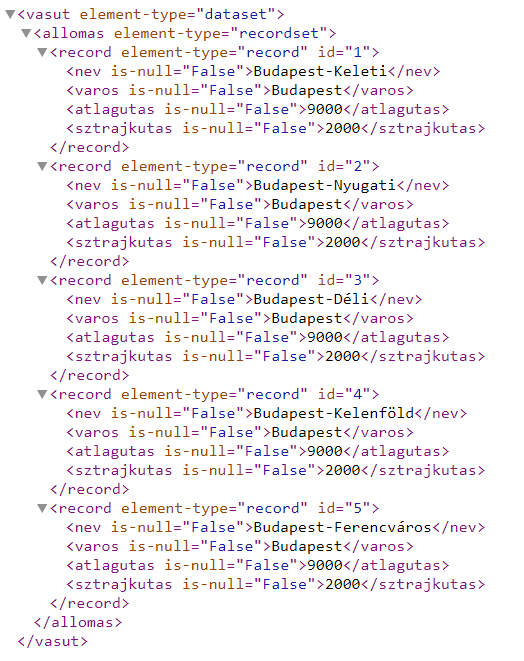 <vasut element-type="dataset">
<allomas element-type="recordset">
<record element-type="record" id="1">
<nev is-null="False">Budapest-Keleti</nev>
<varos is-null="False">Budapest</varos>
<atlagutas is-null="False">9000</atlagutas>
<sztrajkutas is-null="False">2000</sztrajkutas>
</record>
<record element-type="record" id="2">
<nev is-null="False">Budapest-Nyugati</nev>
<varos is-null="False">Budapest</varos>
<atlagutas is-null="False">9000</atlagutas>
<sztrajkutas is-null="False">2000</sztrajkutas>
</record>
<record element-type="record" id="3">
<nev is-null="False">Budapest-Déli</nev>
<varos is-null="False">Budapest</varos>
<atlagutas is-null="False">9000</atlagutas>
<sztrajkutas is-null="False">2000</sztrajkutas>
</record>
<record element-type="record" id="4">
<nev is-null="False">Budapest-Kelenföld</nev>
<varos is-null="False">Budapest</varos>
<atlagutas is-null="False">9000</atlagutas>
<sztrajkutas is-null="False">2000</sztrajkutas>
</record>
<record element-type="record" id="5">
<nev is-null="False">Budapest-Ferencváros</nev>
<varos is-null="False">Budapest</varos>
<atlagutas is-null="False">9000</atlagutas>
<sztrajkutas is-null="False">2000</sztrajkutas>
</record>
</allomas>
</vasut>